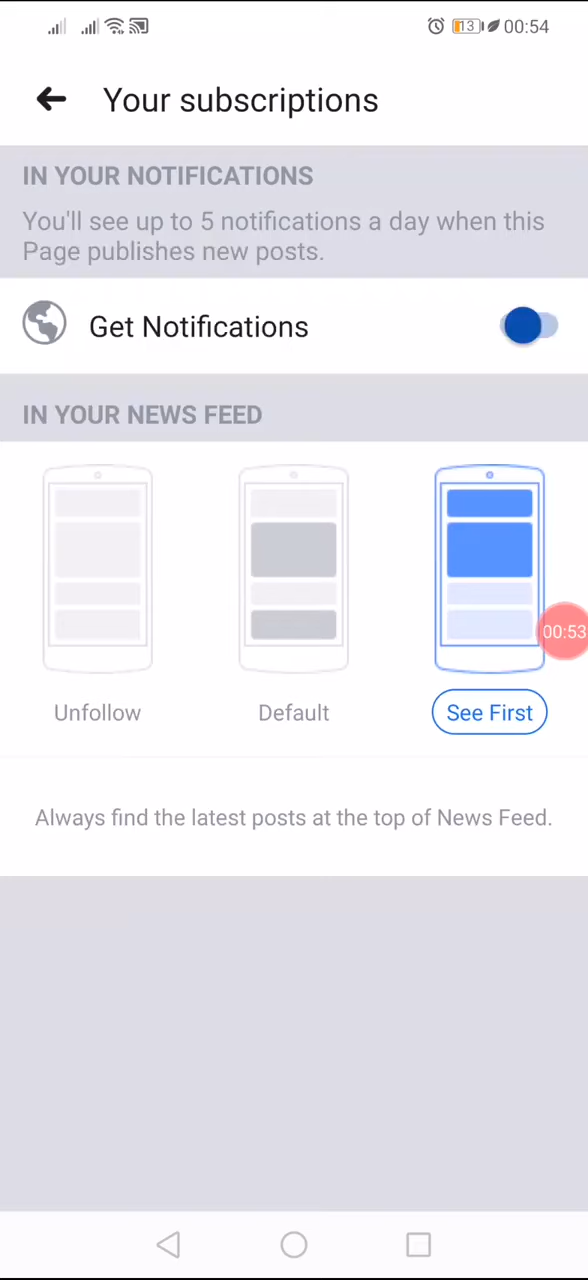 13 00:54
Your subscriptions
IN YOUR NOTIFICATIONS
You'll see up to 5 notifications a day when this
Page publishes new posts.
Get Notifications
IN YOUR NEWS FEED
00:53
Unfollow Default See First
Always find the latest posts at the top of News Feed.